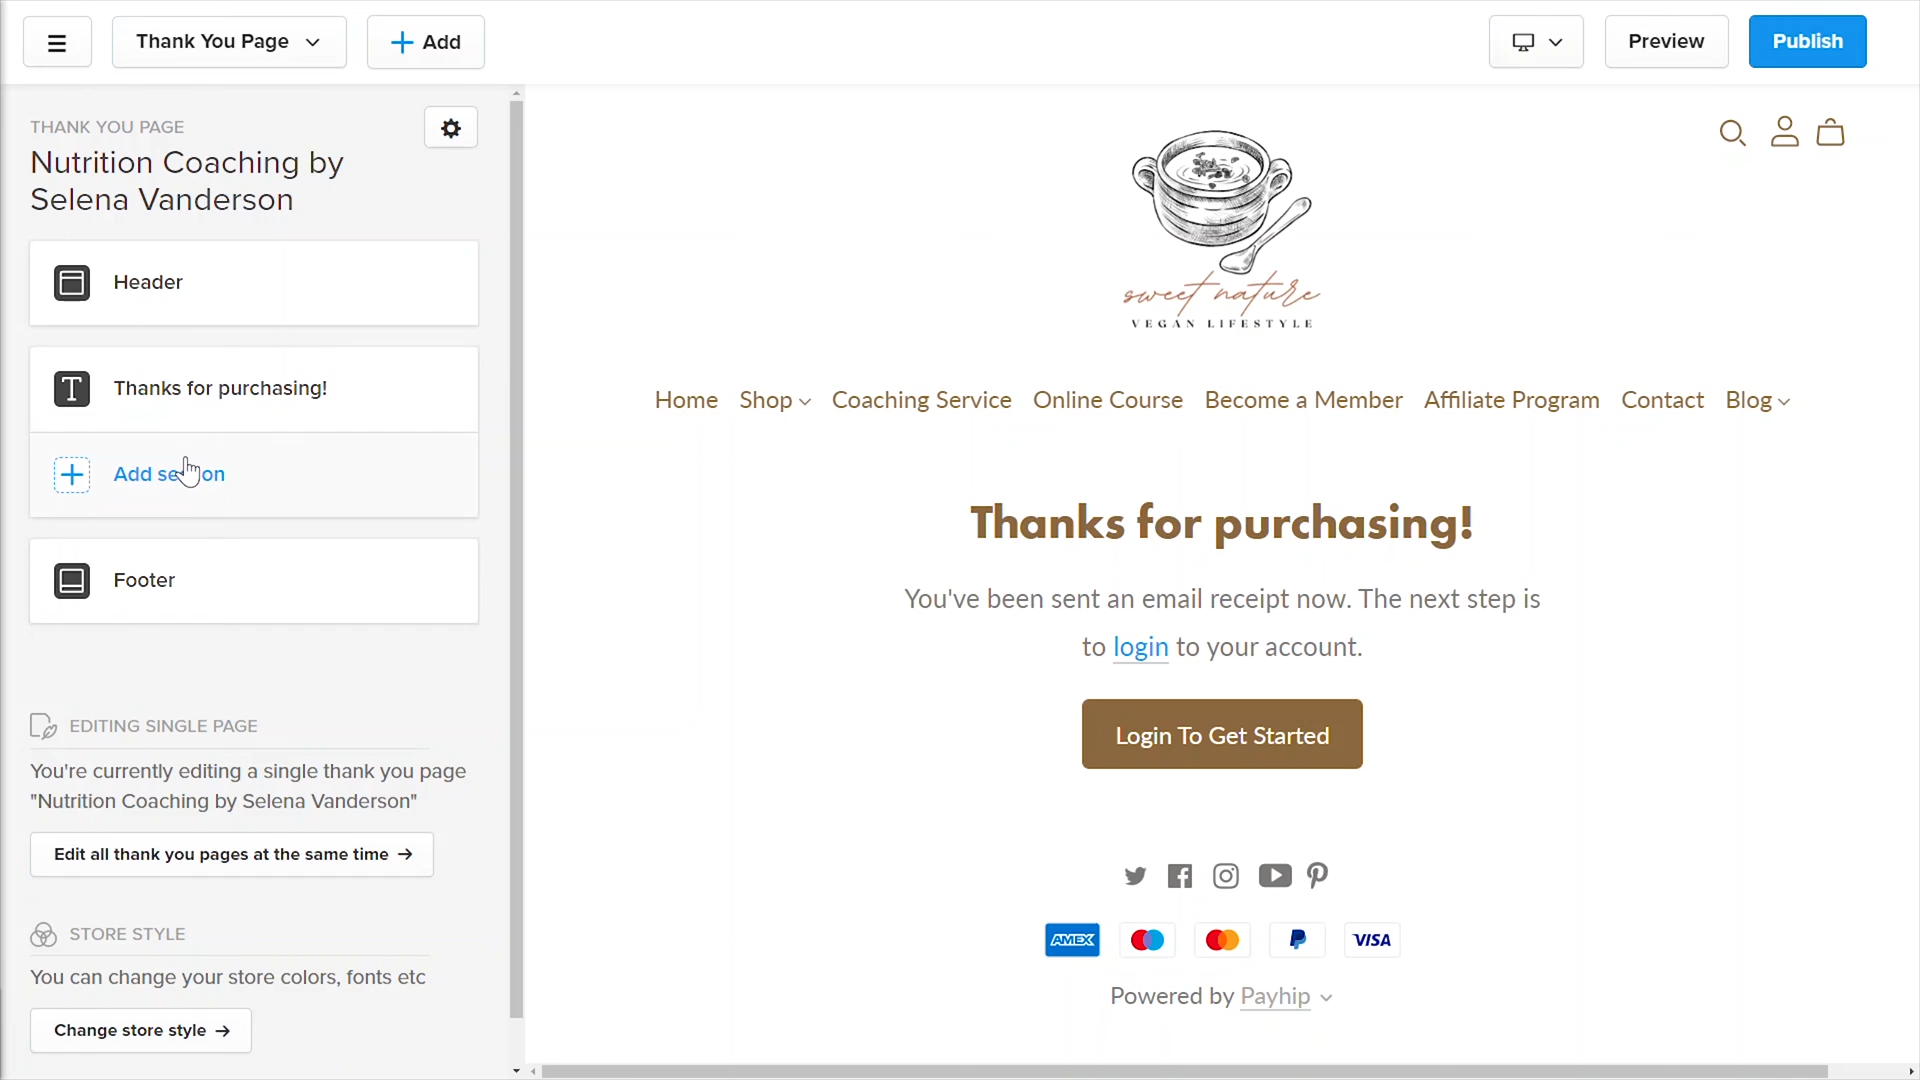 Thank You Page
Add
Preview
Publish
THANK YOU PAGE
Nutrition Coaching by
Selena Vanderson
Header
Thanks for purchasing!
Add section
Footer
EDITING SINGLE PAGE
You're currently editing a single thank you page
"Nutrition Coaching by Selena Vanderson"
Edit all thank you pages at the same time →
STORE STYLE
You can change your store colors, fonts etc
Change store style →
sweet nature
VEGAN LIFESTYLE
Home Shop Coaching Service Online Course Become a Member Affiliate Program Contact Blog
Thanks for purchasing!
You've been sent an email receipt now. The next step is
to login to your account.
Login To Get Started
AMEX VISA
Powered by Payhip